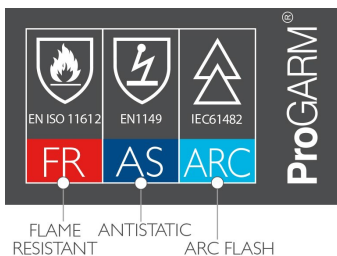 EN ISO 11612
EN1149
IEC61482
FR
AS
ARC
ProGARM®
FLAME
RESISTANT
ANTISTATIC
ARC FLASH